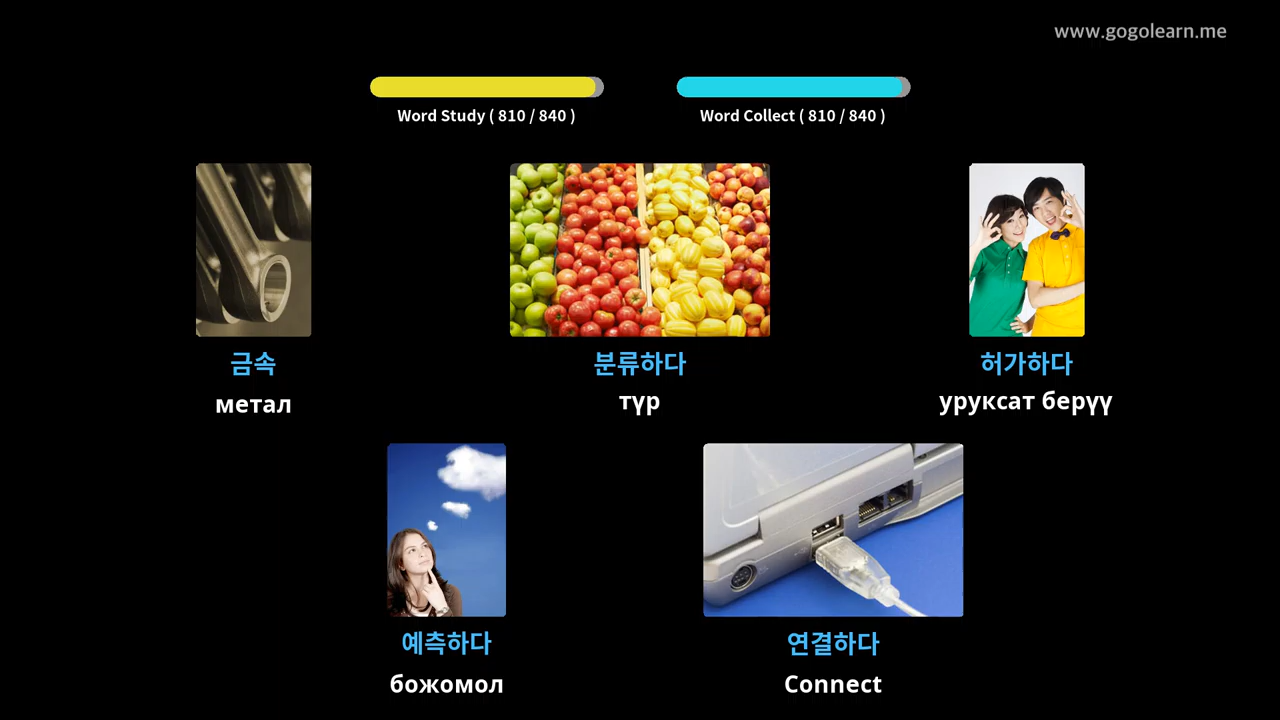 www.gogolearn.me
Word Study ( 810 / 840 )
Word Collect ( 810 / 840 )
금속
분류하다
허가하다
метал
түр
уруксат берүү
예측하다
연결하다
божомол
Connect